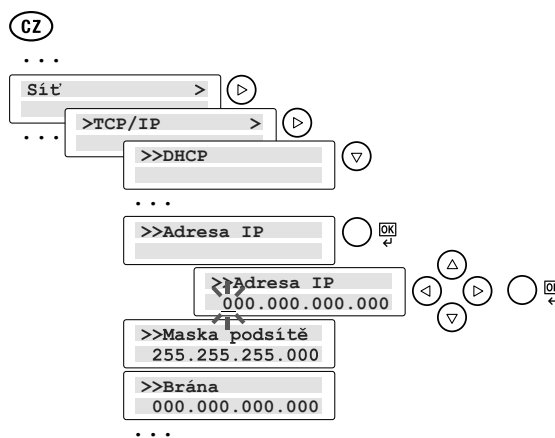 CZ
...
Síť >
...
>TCP/IP >
>>DHCP
...
>>Adresa IP
OK
>>Adresa IP
000.000.000.000
>>Maska podsítě
255.255.255.000
>>Brána
000.000.000.000
...